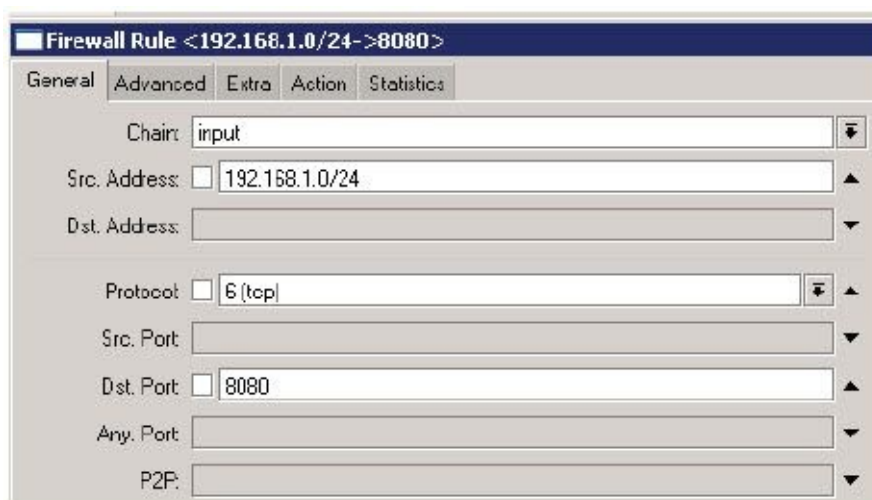 Firewall Rule <192.168.1.0/24->8080>
General Advanced Extra Action Statistics
Chain: input
Src. Address: 192.168.1.0/24
Dst. Address:
Protocol: 6 (tcp)
Src. Port:
Dst. Port: 8080
Any. Port:
P2P: